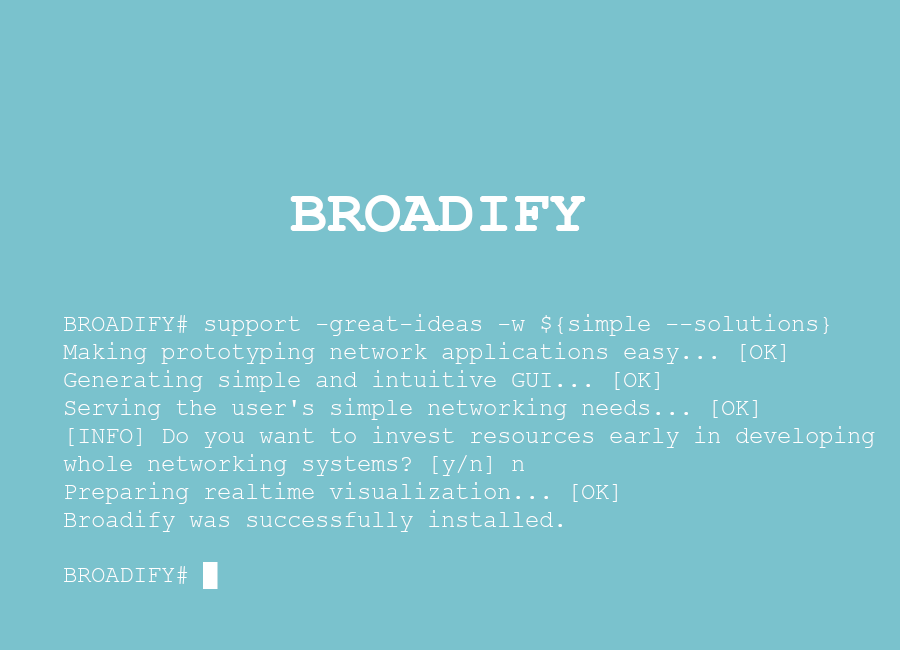 BROADIFY
BROADIFY# support -great-ideas -w ${simple --solutions}
Making prototyping network applications easy... [OK]
Generating simple and intuitive GUI... [OK]
Serving the user's simple networking needs... [OK]
[INFO] Do you want to invest resources early in developing
whole networking systems? [y/n] n
Preparing realtime visualization... [OK]
Broadify was successfully installed.
BROADIFY#